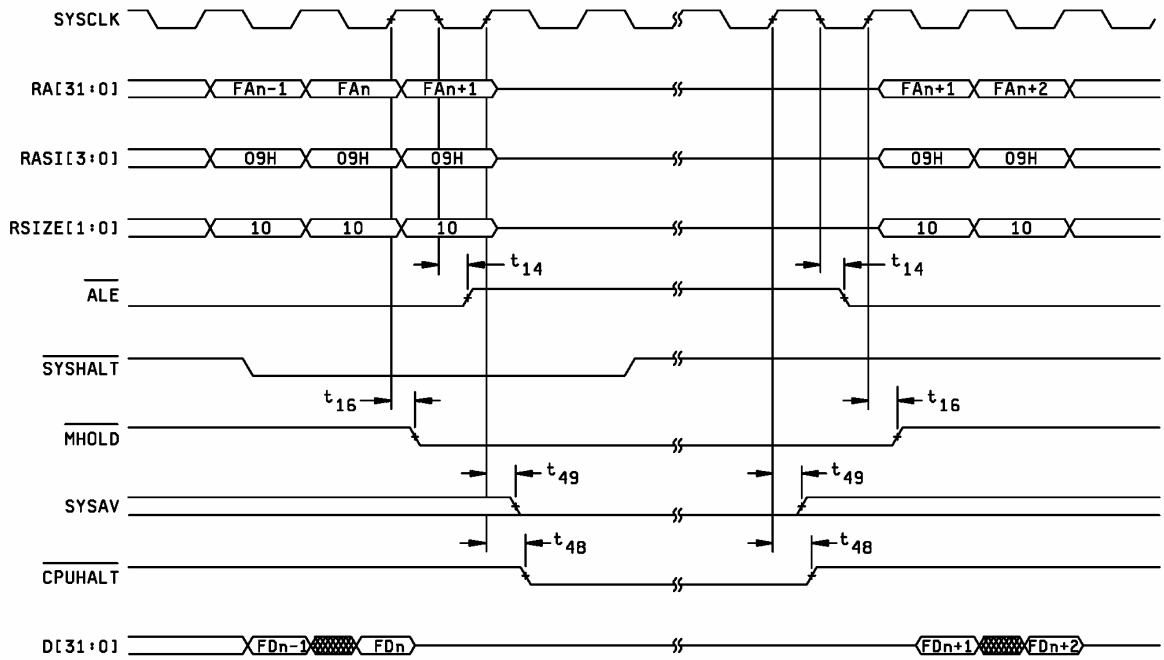 SYSCLK
RA[31:0] FAn-1 FAn FAn+1 FAn+1 FAn+2
RASI[3:0] 09H 09H 09H 09H 09H
RSIZE[1:0] 10 10 10 10 10
t14 t14
ALE
SYSHALT
t16 t16
MHOLD
t49 t49
SYSAV
t48 t48
CPUHALT
D[31:0] FDn-1 FDn FDn+1 FDn+2